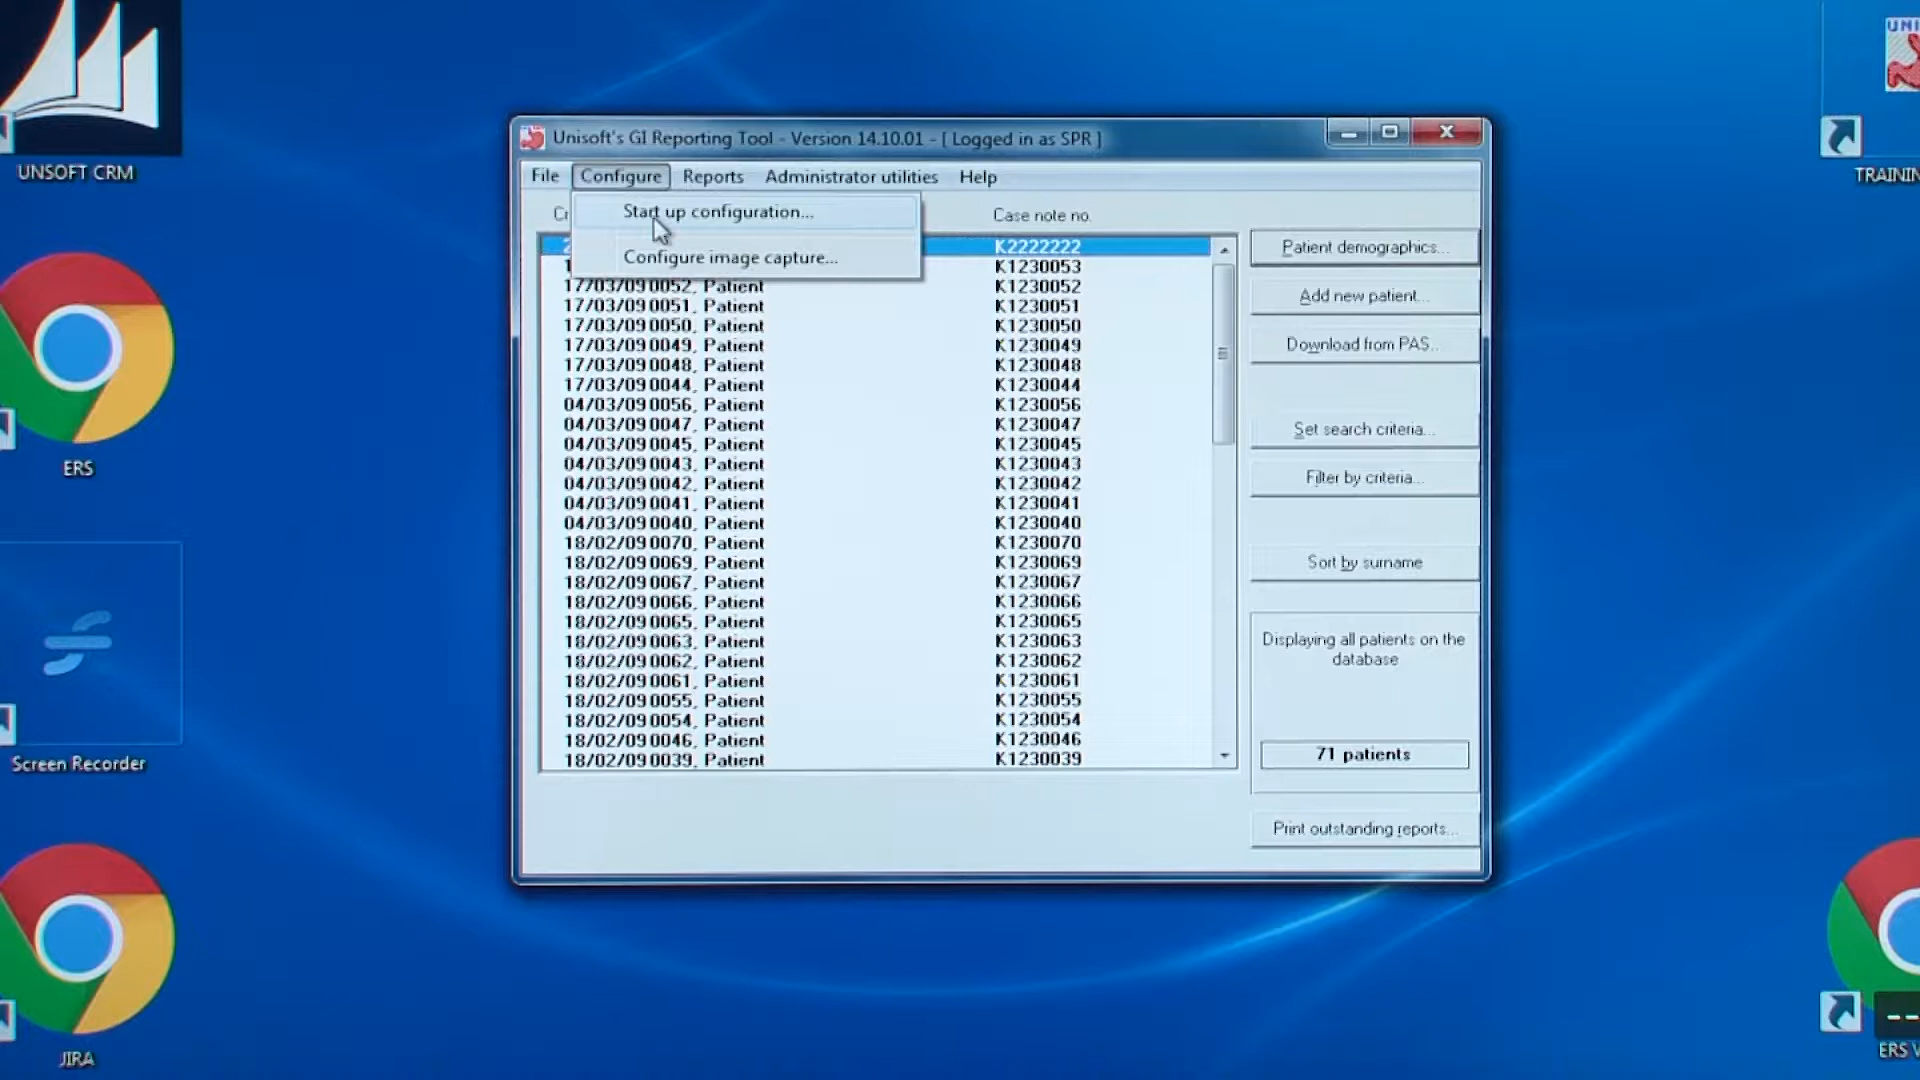 UNSOFT CRM
ERS
Screen Recorder
JIRA
Unisoft's GI Reporting Tool - Version 14.10.01 - [ Logged in as SPR ]
File Configure Reports Administrator utilities Help
Start up configuration...
Configure image capture...
Case note no.
K2222222
K1230053
17/03/09 0052, Patient K1230052
17/03/09 0051, Patient K1230051
17/03/09 0050, Patient K1230050
17/03/09 0049, Patient K1230049
17/03/09 0048, Patient K1230048
17/03/09 0044, Patient K1230044
04/03/09 0056, Patient K1230056
04/03/09 0047, Patient K1230047
04/03/09 0045, Patient K1230045
04/03/09 0043, Patient K1230043
04/03/09 0042, Patient K1230042
04/03/09 0041, Patient K1230041
04/03/09 0040, Patient K1230040
18/02/09 0070, Patient K1230070
18/02/09 0069, Patient K1230069
18/02/09 0067, Patient K1230067
18/02/09 0066, Patient K1230066
18/02/09 0065, Patient K1230065
18/02/09 0063, Patient K1230063
18/02/09 0062, Patient K1230062
18/02/09 0061, Patient K1230061
18/02/09 0055, Patient K1230055
18/02/09 0054, Patient K1230054
18/02/09 0046, Patient K1230046
18/02/09 0039, Patient K1230039
Patient demographics...
Add new patient...
Download from PAS...
Set search criteria...
Filter by criteria...
Sort by surname
Displaying all patients on the
database
71 patients
Print outstanding reports...
UNI
TRAININ
ERS V